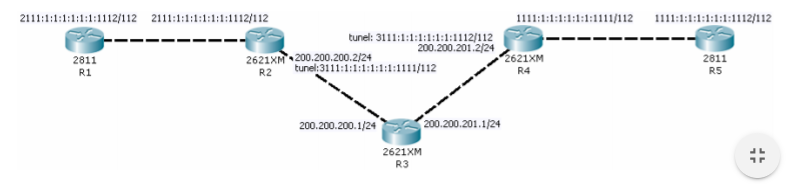 2111:1:1:1:1:1:1:1112/112
2111:1:1:1:1:1:1:1112/112
tunel: 3111:1:1:1:1:1:1:1112/112
200.200.201.2/24
1111:1:1:1:1:1:1:1111/112
1111:1:1:1:1:1:1:1112/112
2811
R1
2621XM
R2
200.200.200.2/24
tunel:3111:1:1:1:1:1:1:1111/112
2621XM
R4
2811
R5
200.200.200.1/24
200.200.201.1/24
2621XM
R3